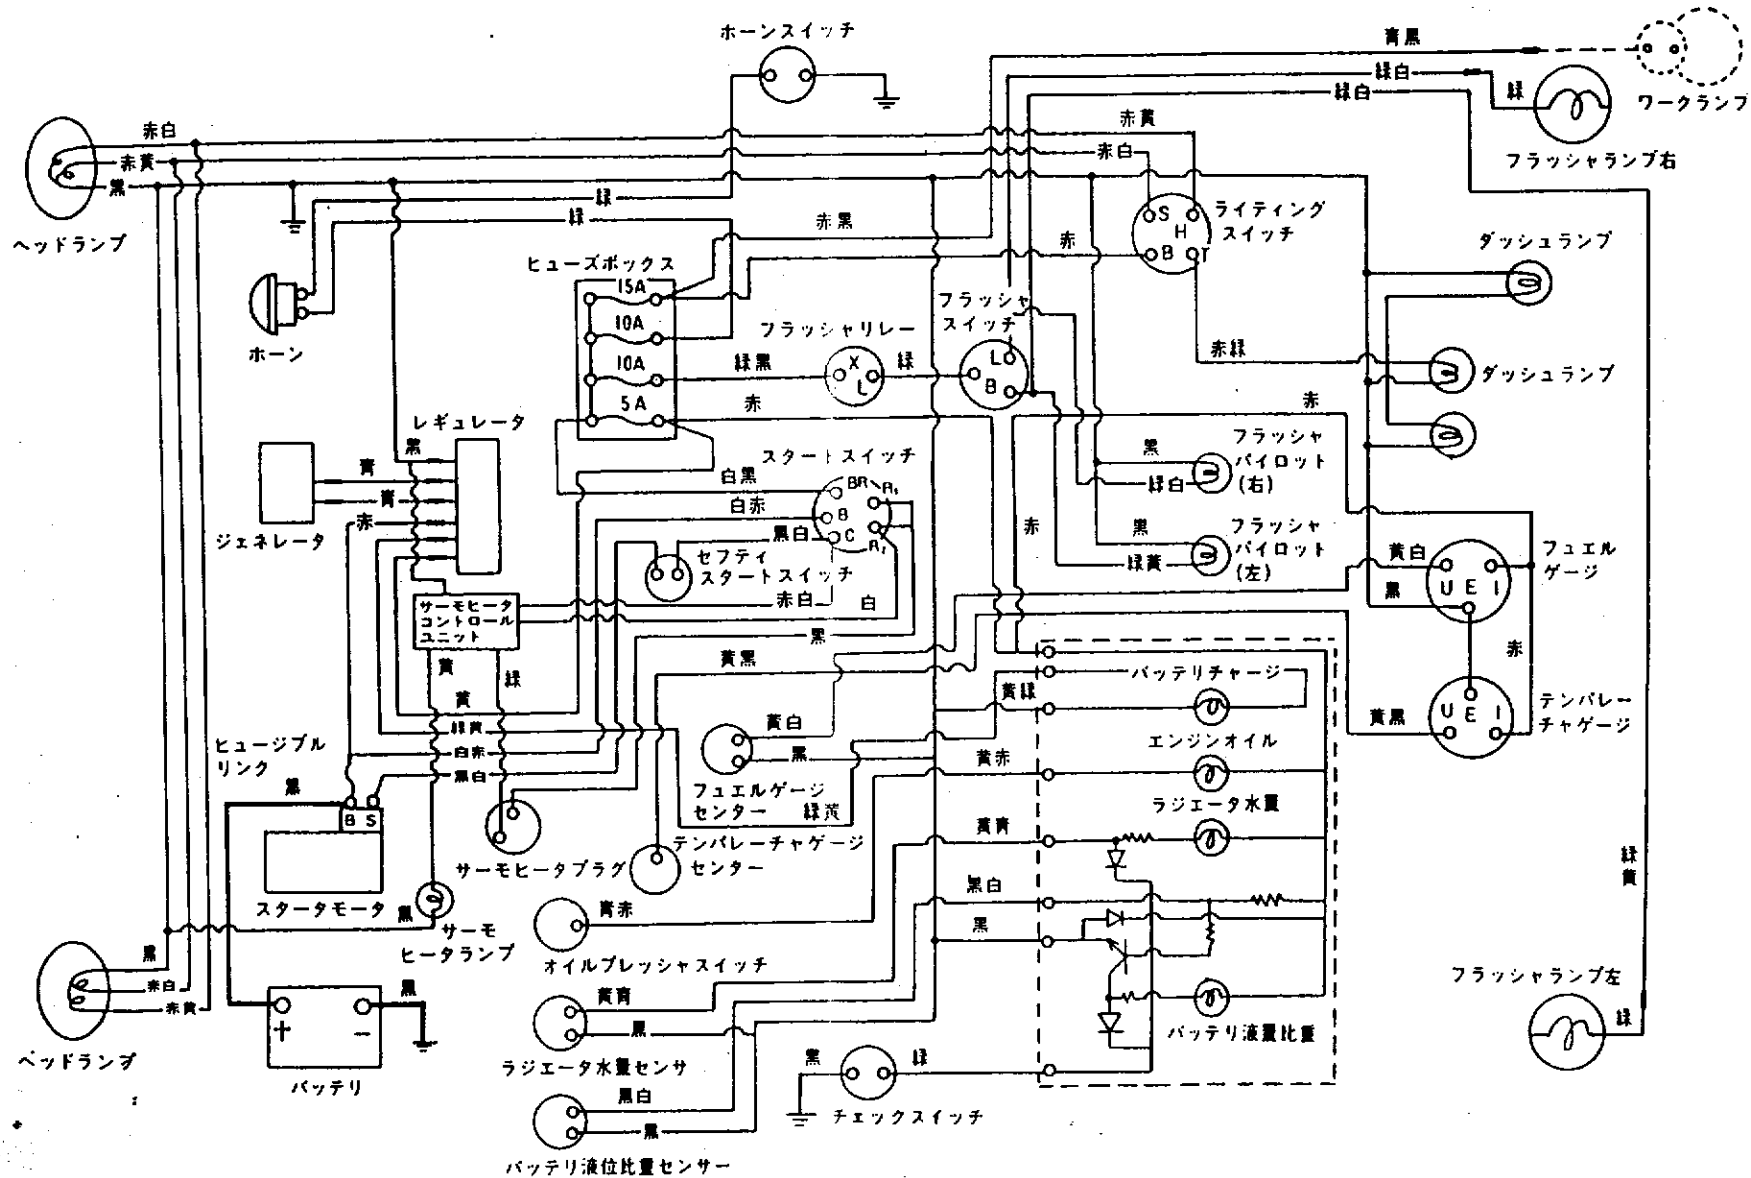 ホーンスイッチ
青黒
緑白
緑白
緑
ワークランプ
フラッシャランプ右
赤白
赤黄
黒
ヘッドランプ
赤黄
赤白
緑
緑
赤黒
赤
S
H
B
T
ライティング
スイッチ
ダッシュランプ
ホーン
ヒューズボックス
15A
10A
10A
5A
フラッシャリレー
X
L
緑黒
緑
フラッシャ
スイッチ
L
B
赤緑
ダッシュランプ
赤
赤
レギュレータ
黒
青
青
赤
ジェネレータ
スタートスイッチ
白黒
白赤
黒白
BR
R₁
B
C
R₂
セフティ
スタートスイッチ
黒
緑白
フラッシャ
パイロット
(右)
赤
黒
緑黄
フラッシャ
パイロット
(左)
黄白
黒
フュエル
ゲージ
U E I
サーモヒータ
コントロール
ユニット
赤白
白
黒
黄黒
黄
緑
黄
緑黄
白赤
黒白
赤
バッテリチャージ
黄緑
黄黒
U E I
テンパレー
チャゲージ
ヒュージブル
リンク
黒
B S
スタータモータ
黄白
黒
フュエルゲージ
センター
緑黄
エンジンオイル
黄赤
ラジエータ水量
黄青
テンパレーチャゲージ
センター
サーモヒータプラグ
黒白
黒
緑黄
黒
サーモ
ヒータランプ
青赤
オイルプレッシャスイッチ
黒
赤白
赤黄
ヘッドランプ
黒
+
−
バッテリ
黄青
黒
ラジエータ水量センサ
バッテリ液量比重
フラッシャランプ左
緑
黒
緑
チェックスイッチ
黒白
黒
バッテリ液位比重センサー